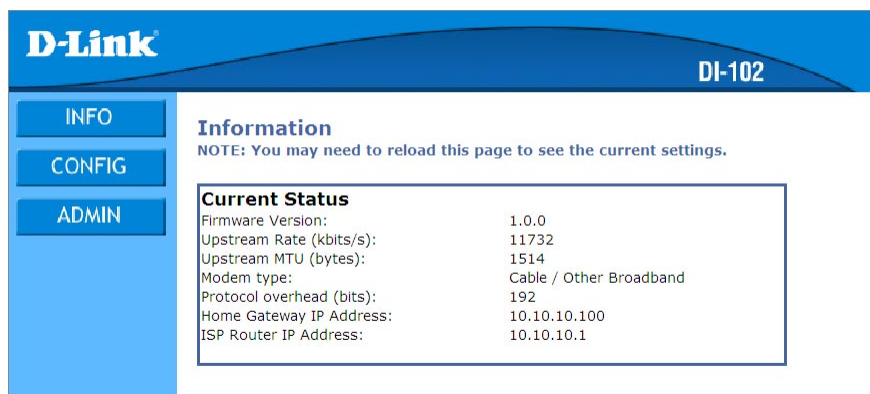 D-Link
DI-102
INFO
CONFIG
ADMIN
Information
NOTE: You may need to reload this page to see the current settings.
Current Status
Firmware Version: 1.0.0
Upstream Rate (kbits/s): 11732
Upstream MTU (bytes): 1514
Modem type: Cable / Other Broadband
Protocol overhead (bits): 192
Home Gateway IP Address: 10.10.10.100
ISP Router IP Address: 10.10.10.1